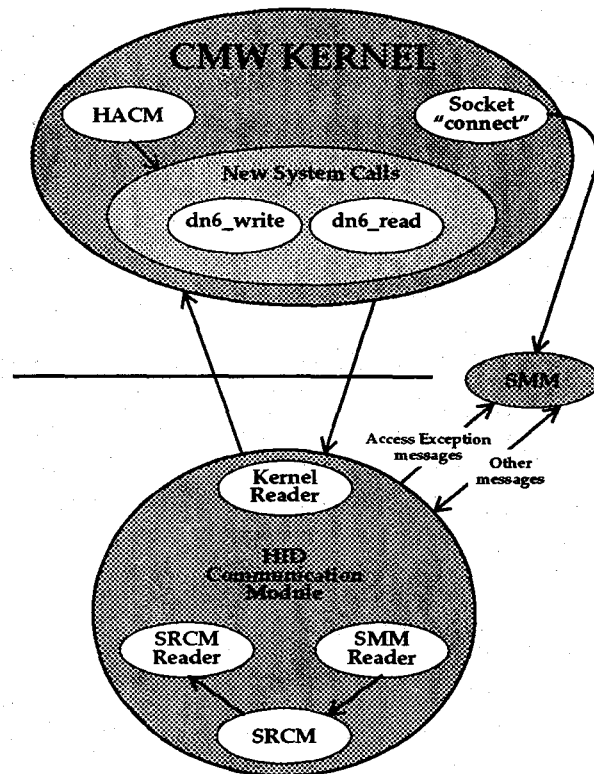 CMW KERNEL
HACM
Socket
“connect”
New System Calls
dn6_write
dn6_read
SMM
Access Exception
messages
Other
messages
Kernel
Reader
HID
Communication
Module
SRCM
Reader
SMM
Reader
SRCM